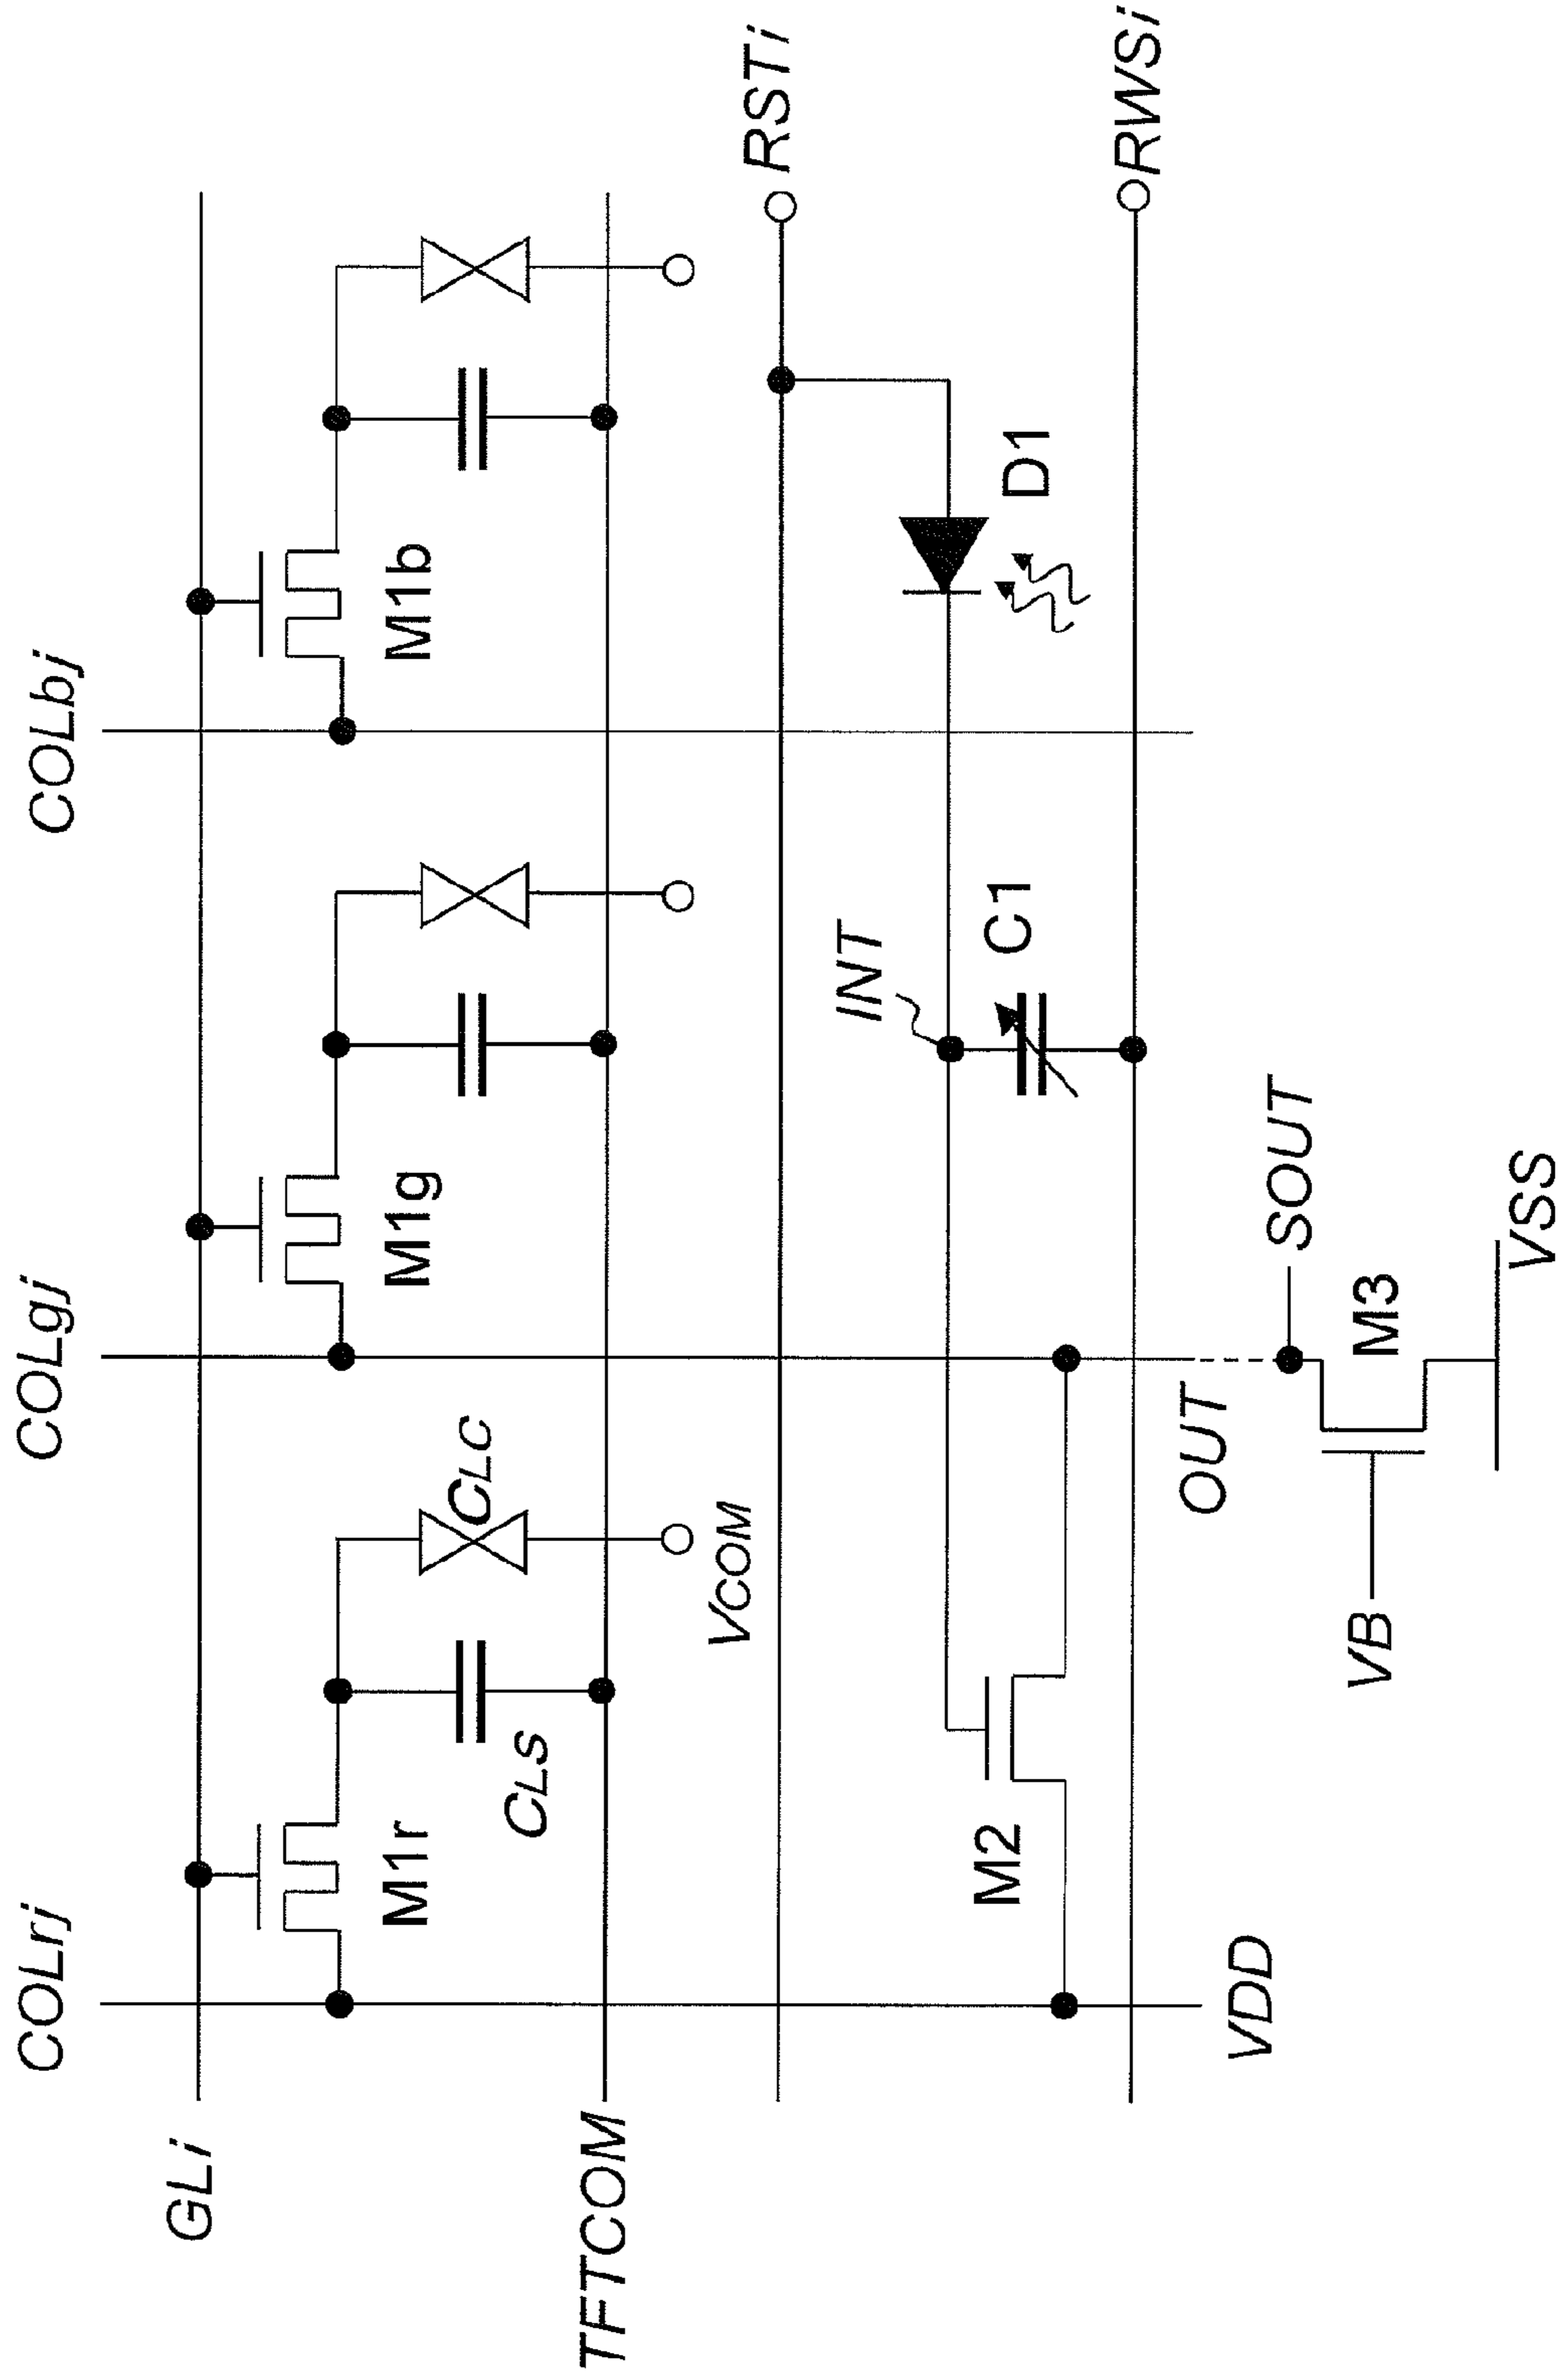 COLrj
COLgj
COLbj
GLi
M1r
M1g
M1b
CLS
CLC
TFTCOM
VCOM
RSTi
INT
M2
C1
D1
RWSi
VDD
OUT
SOUT
VB
M3
VSS